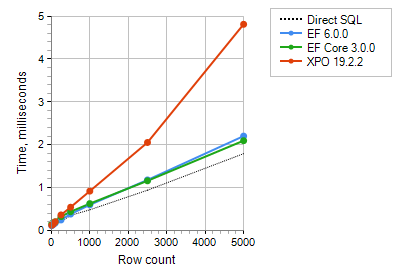 Time, milliseconds
5
4
3
2
1
0
0 1000 2000 3000 4000 5000
Row count
Direct SQL
EF 6.0.0
EF Core 3.0.0
XPO 19.2.2